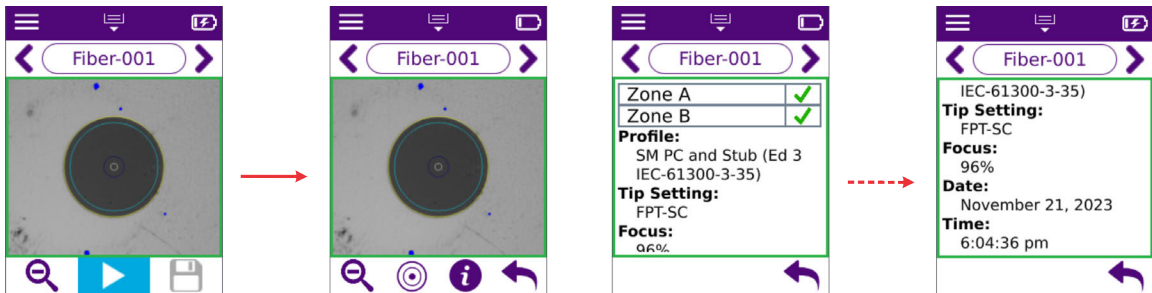 Fiber-001
Fiber-001
Fiber-001
Zone A
Zone B
Profile:
SM PC and Stub (Ed 3
IEC-61300-3-35)
Tip Setting:
FPT-SC
Focus:
96%
Fiber-001
IEC-61300-3-35)
Tip Setting:
FPT-SC
Focus:
96%
Date:
November 21, 2023
Time:
6:04:36 pm